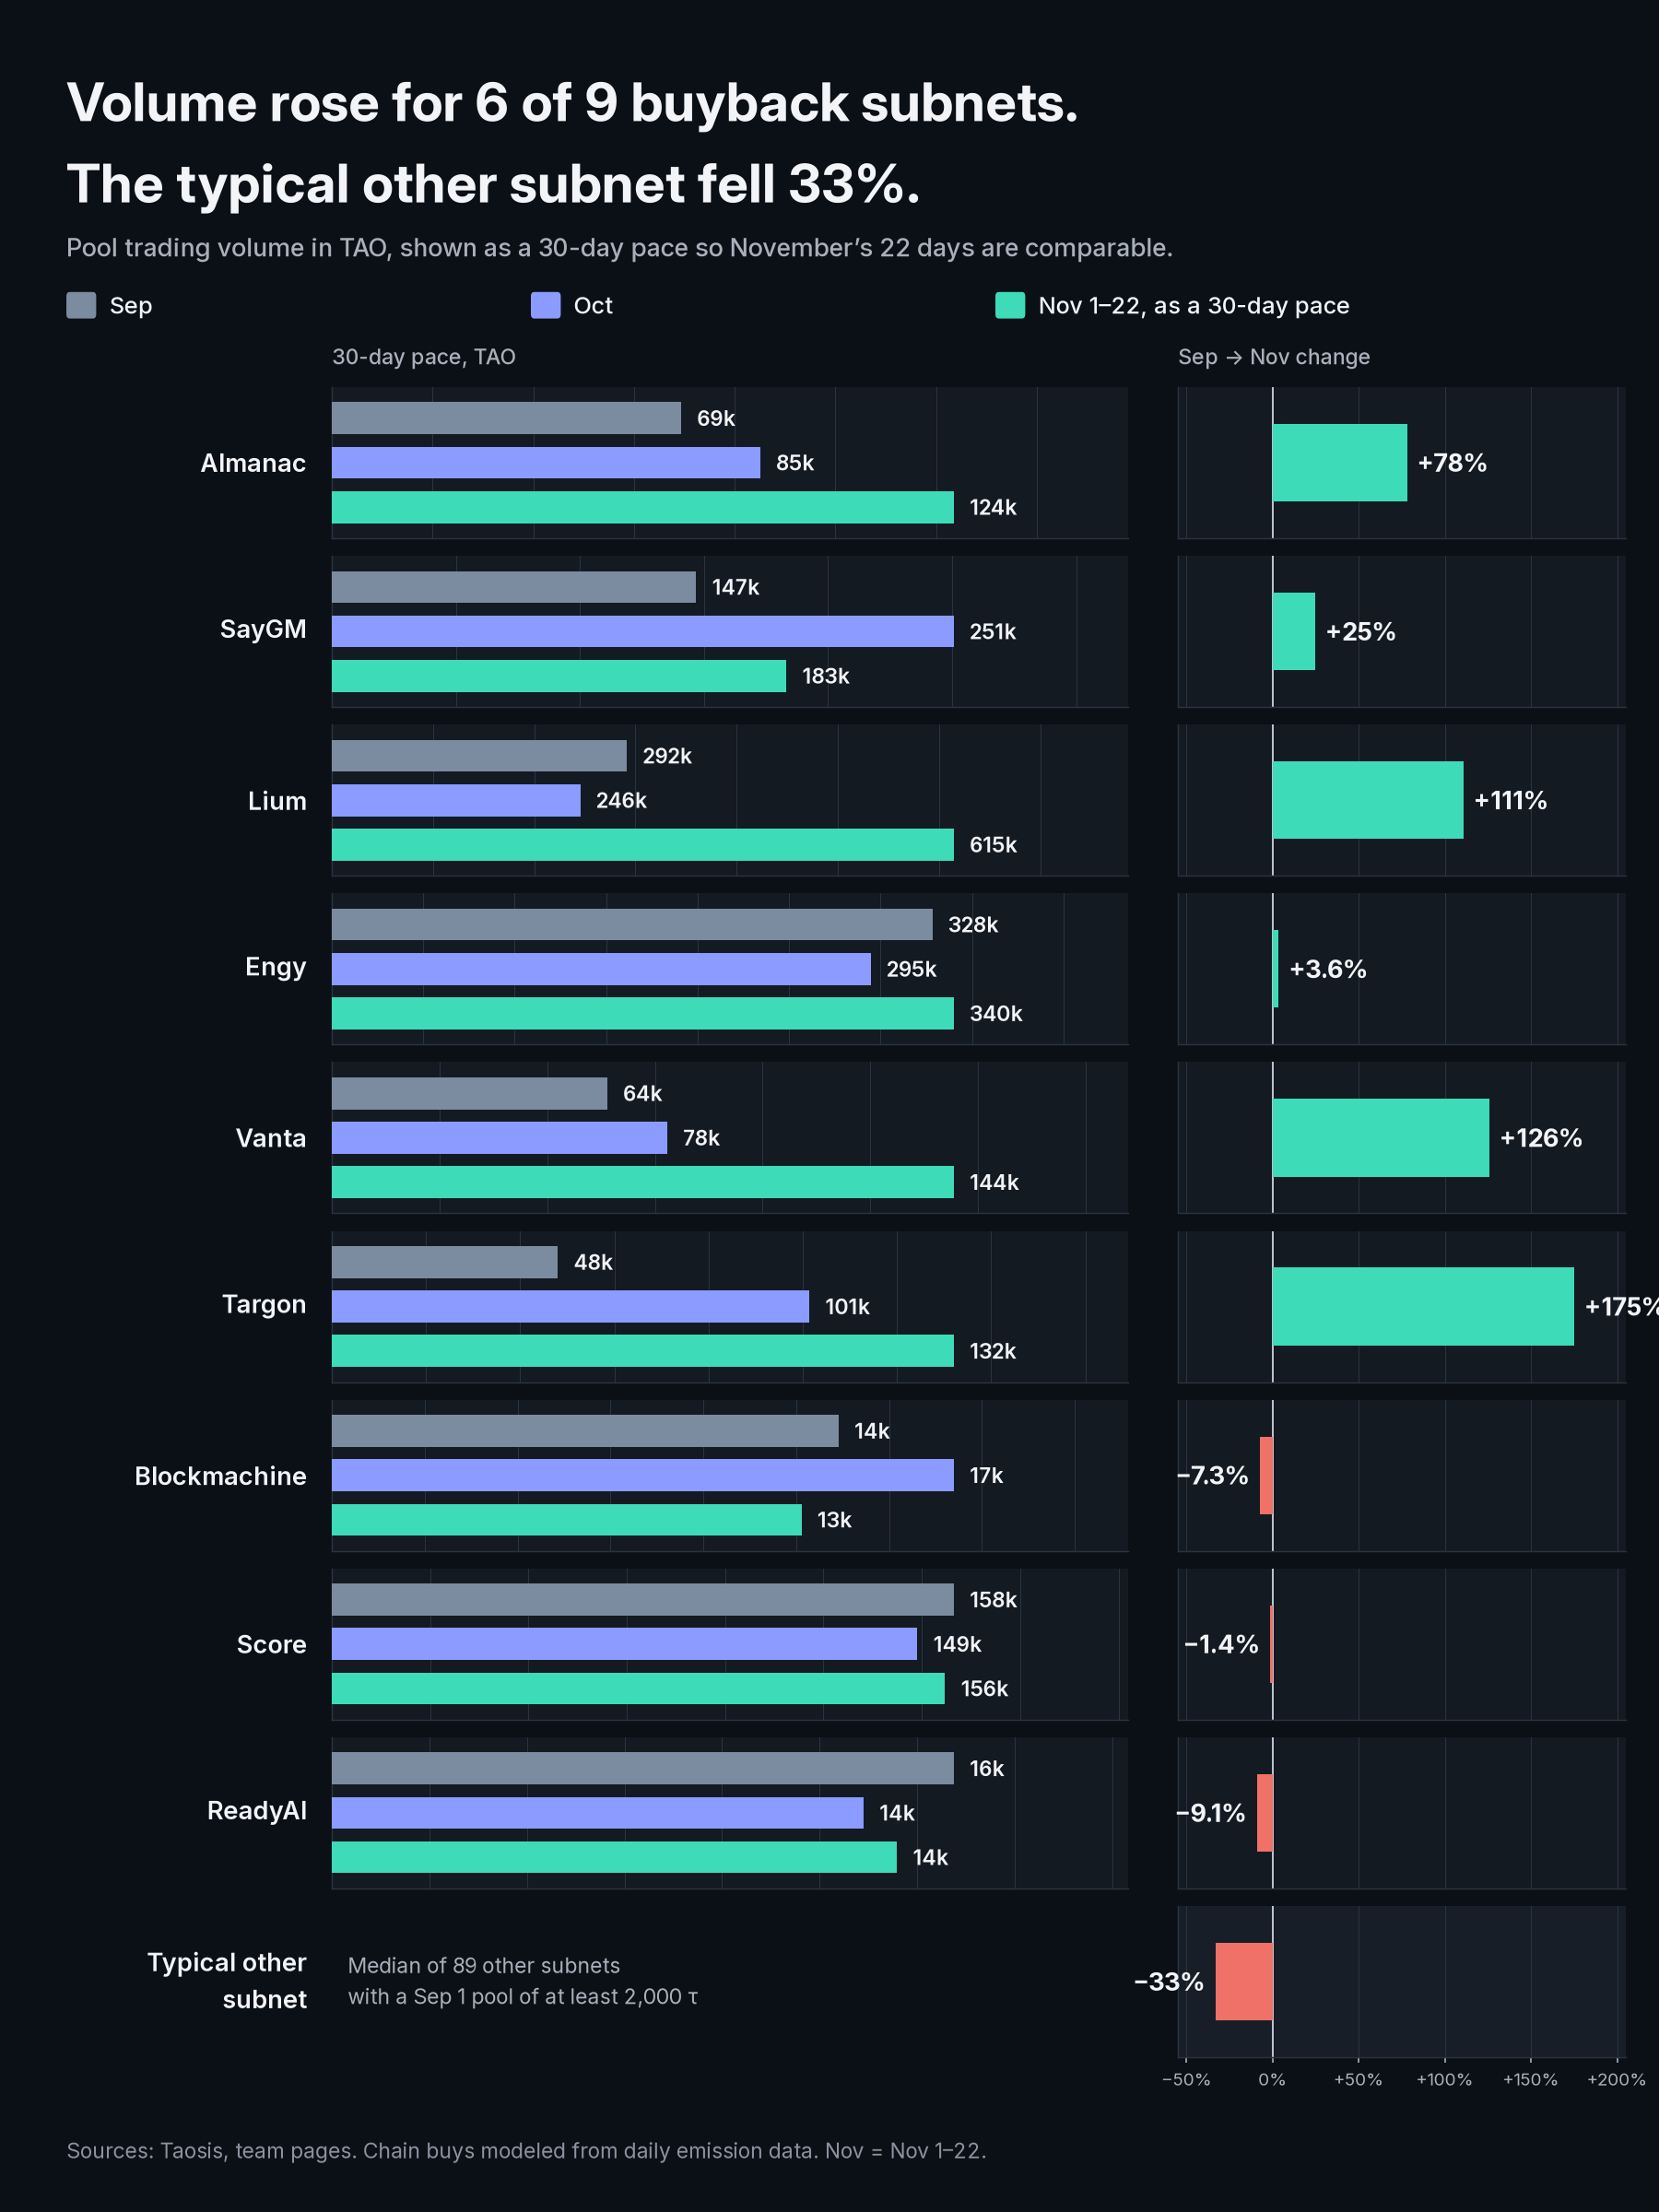 Volume rose for 6 of 9 buyback subnets.
The typical other subnet fell 33%.
Pool trading volume in TAO, shown as a 30-day pace so November’s 22 days are comparable.
Sep
Oct
Nov 1–22, as a 30-day pace
30-day pace, TAO
Sep → Nov change
Almanac
69k
85k
124k
+78%
SayGM
147k
251k
183k
+25%
Lium
292k
246k
615k
+111%
Engy
328k
295k
340k
+3.6%
Vanta
64k
78k
144k
+126%
Targon
48k
101k
132k
+175%
Blockmachine
14k
17k
13k
−7.3%
Score
158k
149k
156k
−1.4%
ReadyAI
16k
14k
14k
−9.1%
Typical other
subnet
Median of 89 other subnets
with a Sep 1 pool of at least 2,000 τ
−33%
−50% 0% +50% +100% +150% +200%
Sources: Taosis, team pages. Chain buys modeled from daily emission data. Nov = Nov 1–22.